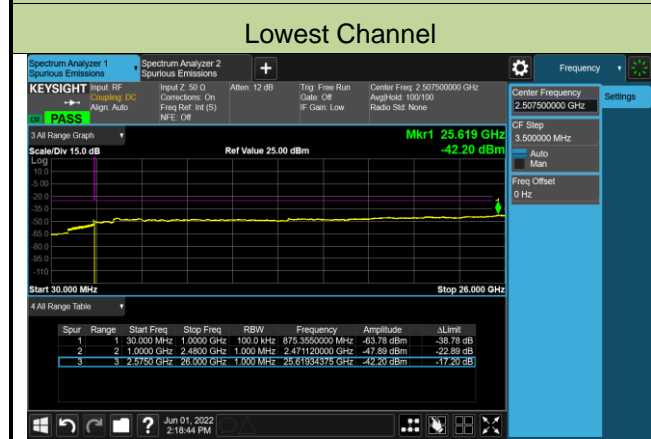 Lowest Channel
Spectrum Analyzer 1
Spurious Emissions
Spectrum Analyzer 2
Spurious Emissions
+
Frequency
KEYSIGHT
Input: RF
Coupling: DC
Align: Auto
Input Z: 50 Ω
Corrections: On
Freq Ref: Int (S)
NFE: Off
Atten: 12 dB
Trig: Free Run
Gate: Off
IF Gain: Low
Center Freq: 2.507500000 GHz
Avg|Hold: 100/100
Radio Std: None
PASS
Center Frequency
2.507500000 GHz
Settings
CF Step
3.500000 MHz
Auto
Man
Freq Offset
0 Hz
3 All Range Graph
Mkr1 25.619 GHz
Scale/Div 15.0 dB
Ref Value 25.00 dBm
-42.20 dBm
Log
10.0
-5.00
-20.0
-35.0
-50.0
-65.0
-80.0
-95.0
-110
Start 30.000 MHz
Stop 26.000 GHz
4 All Range Table
Spur Range Start Freq Stop Freq RBW Frequency Amplitude ΔLimit
1 1 30.000 MHz 1.0000 GHz 100.0 kHz 875.3550000 MHz -63.78 dBm -38.78 dB
2 2 1.0000 GHz 2.4800 GHz 1.000 MHz 2.471120000 GHz -47.89 dBm -22.89 dB
3 3 2.5750 GHz 26.000 GHz 1.000 MHz 25.61934375 GHz -42.20 dBm -17.20 dB
?
Jun 01, 2022
2:18:44 PM